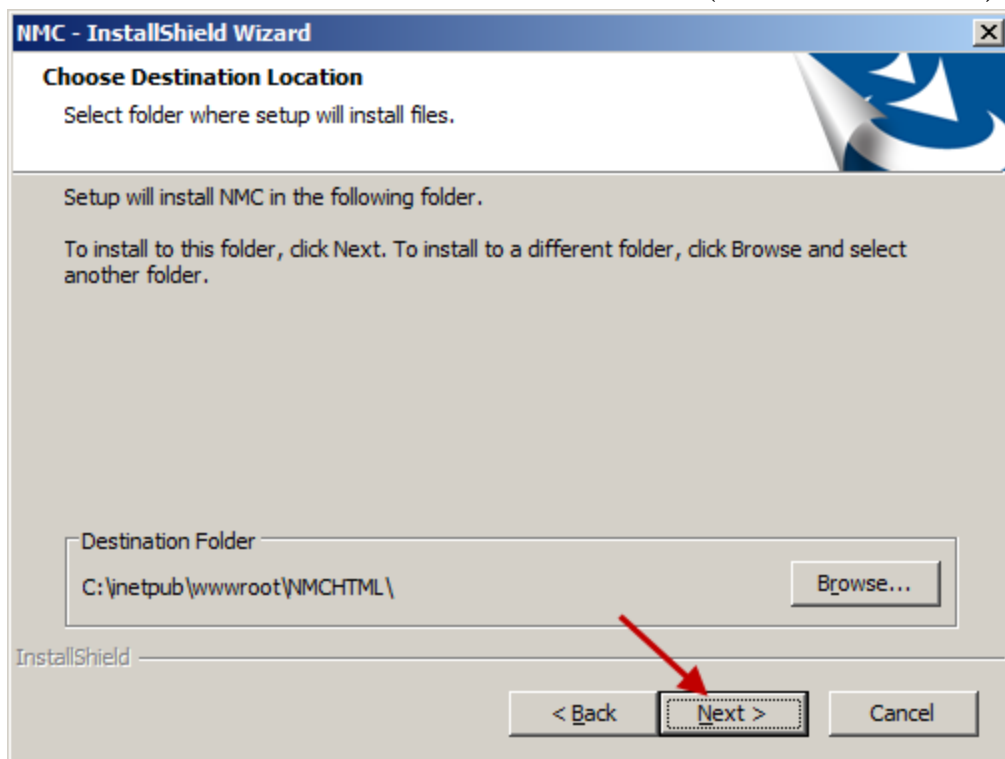 NMC - InstallShield Wizard
Choose Destination Location
Select folder where setup will install files.
Setup will install NMC in the following folder.
To install to this folder, click Next. To install to a different folder, click Browse and select
another folder.
Destination Folder
C:\inetpub\wwwroot\NMCHTML\
Browse...
InstallShield
< Back
Next >
Cancel